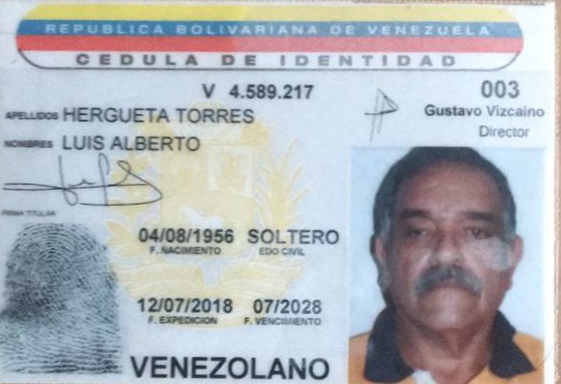 REPUBLICA BOLIVARIANA DE VENEZUELA
CEDULA DE IDENTIDAD
V 4.589.217
003
APELLIDOS HERGUETA TORRES
Gustavo Vizcaino
Director
NOMBRES LUIS ALBERTO
FIRMA TITULAR
04/08/1956 SOLTERO
F. NACIMIENTO EDO CIVIL
12/07/2018 07/2028
F. EXPEDICION F. VENCIMIENTO
VENEZOLANO